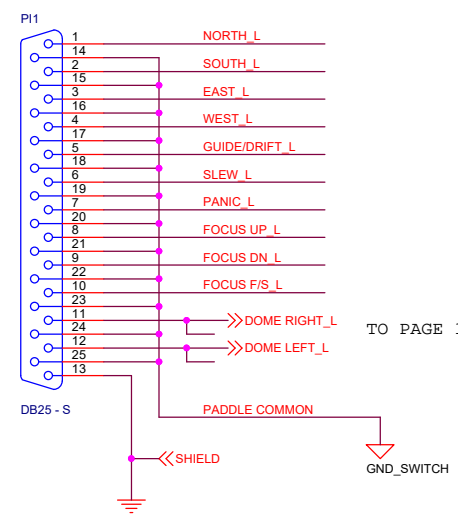 PI1
1 NORTH_L
14
2 SOUTH_L
15
3 EAST_L
16
4 WEST_L
17
5 GUIDE/DRIFT_L
18
6 SLEW_L
19
7 PANIC_L
20
8 FOCUS UP_L
21
9 FOCUS DN_L
22
10 FOCUS F/S_L
23
11 DOME RIGHT_L TO PAGE
24
12 DOME LEFT_L
25
13
DB25 - S PADDLE COMMON
SHIELD GND_SWITCH